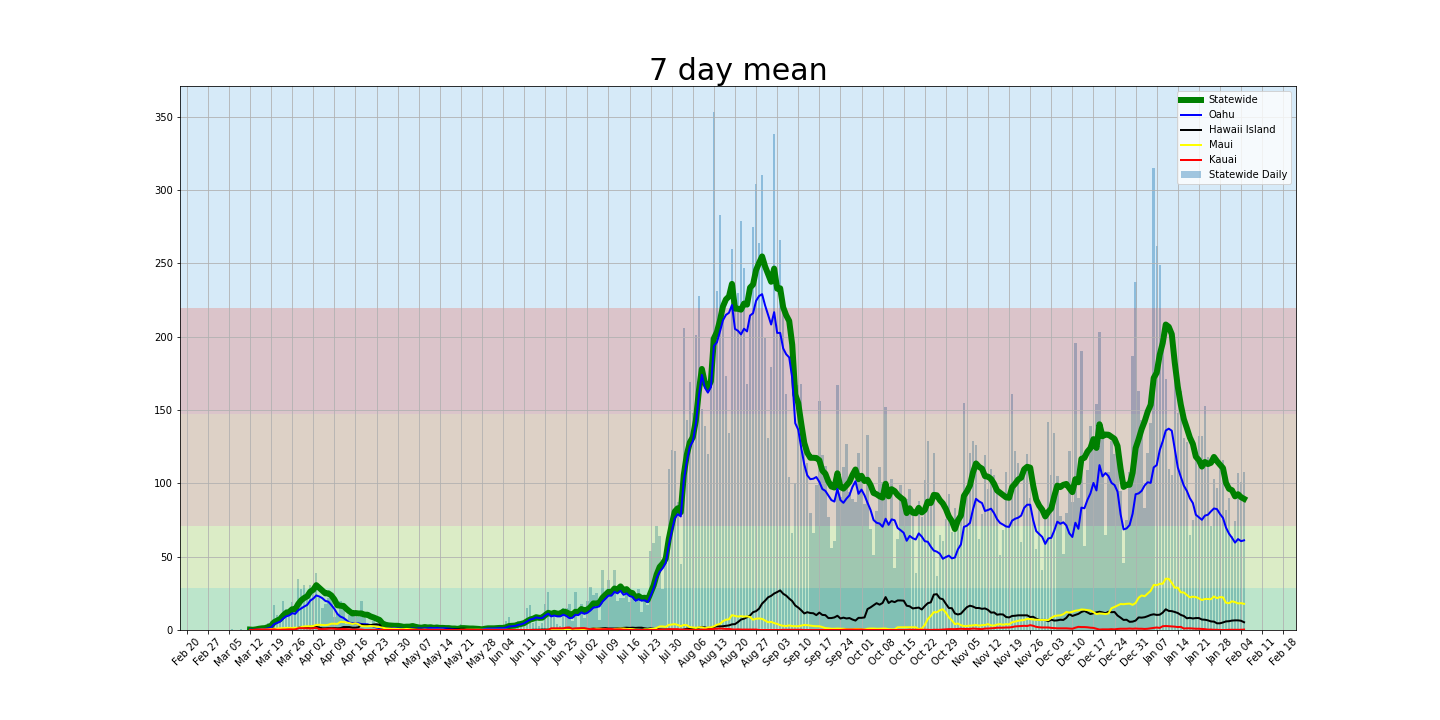 7 day mean
Statewide
Oahu
Hawaii Island
Maui
Kauai
Statewide Daily
350
300
250
200
150
100
50
0
Feb 20
Feb 27
Mar 05
Mar 12
Mar 19
Mar 26
Apr 02
Apr 09
Apr 16
Apr 23
Apr 30
May 07
May 14
May 21
May 28
Jun 04
Jun 11
Jun 18
Jun 25
Jul 02
Jul 09
Jul 16
Jul 23
Jul 30
Aug 06
Aug 13
Aug 20
Aug 27
Sep 03
Sep 10
Sep 17
Sep 24
Oct 01
Oct 08
Oct 15
Oct 22
Oct 29
Nov 05
Nov 12
Nov 19
Nov 26
Dec 03
Dec 10
Dec 17
Dec 24
Dec 31
Jan 07
Jan 14
Jan 21
Jan 28
Feb 04
Feb 11
Feb 18